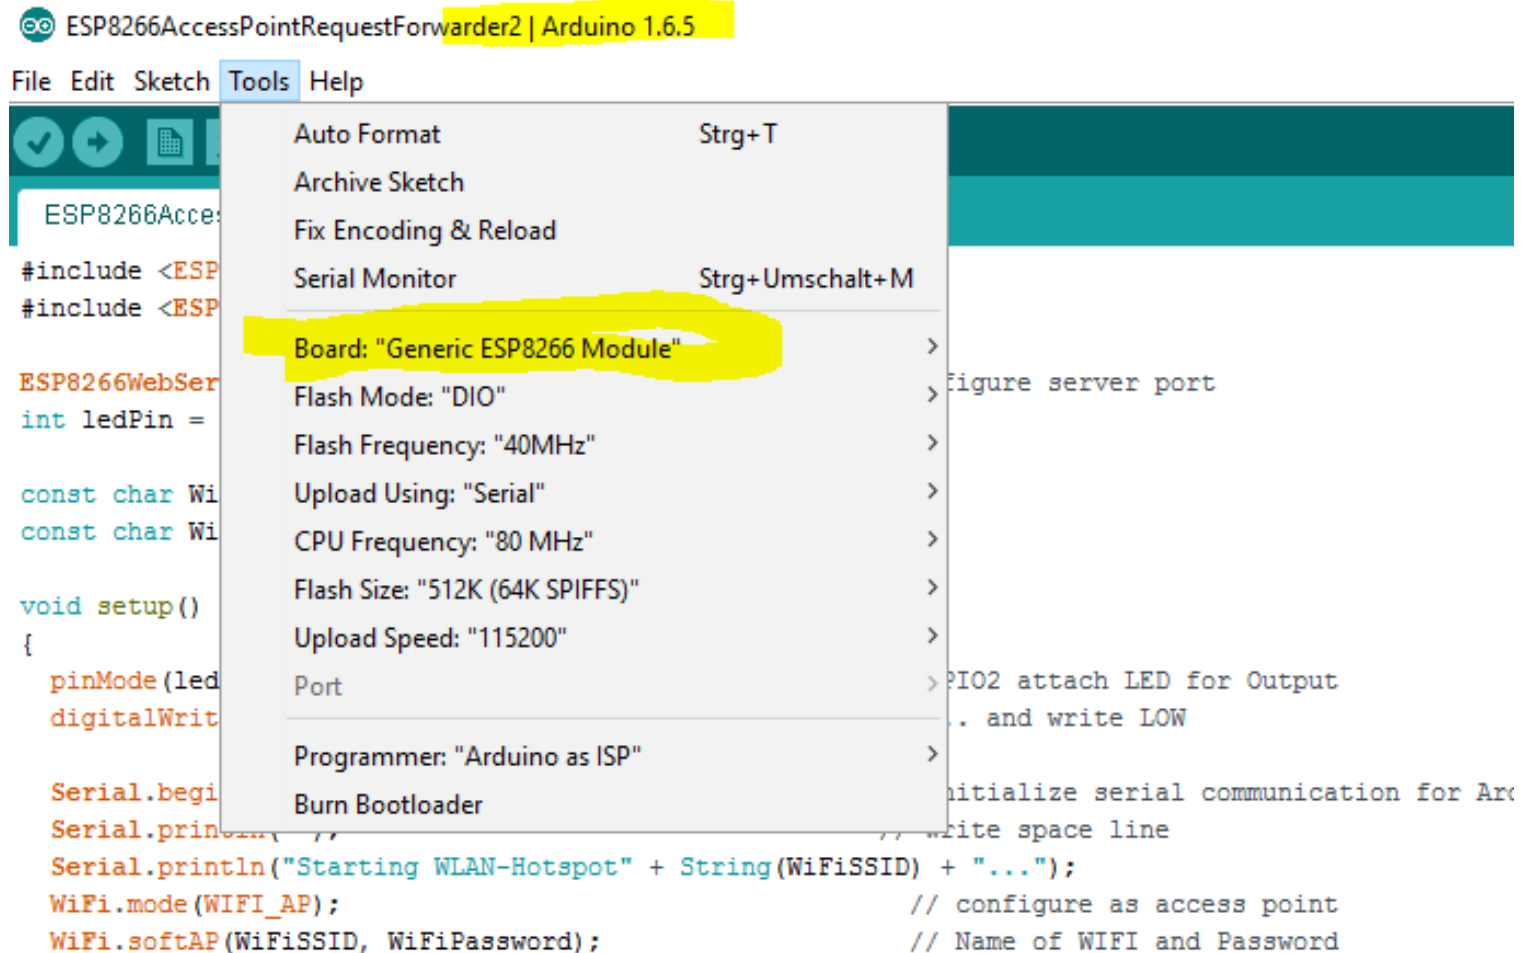 ESP8266AccessPointRequestForwarder2 | Arduino 1.6.5
File Edit Sketch Tools Help
Auto Format Strg+T
Archive Sketch
Fix Encoding & Reload
Serial Monitor Strg+Umschalt+M
Board: "Generic ESP8266 Module"
Flash Mode: "DIO"
Flash Frequency: "40MHz"
Upload Using: "Serial"
CPU Frequency: "80 MHz"
Flash Size: "512K (64K SPIFFS)"
Upload Speed: "115200"
Port
Programmer: "Arduino as ISP"
Burn Bootloader
ESP8266Acces
#include <ESP
#include <ESP
ESP8266WebSer figure server port
int ledPin =
const char Wi
const char Wi
void setup()
{
pinMode(led PIO2 attach LED for Output
digitalWrit .. and write LOW
Serial.begi nitialize serial communication for Ard
Serial.println(" "); // write space line
Serial.println("Starting WLAN-Hotspot" + String(WiFiSSID) + "...");
WiFi.mode(WIFI_AP); // configure as access point
WiFi.softAP(WiFiSSID, WiFiPassword); // Name of WIFI and Password